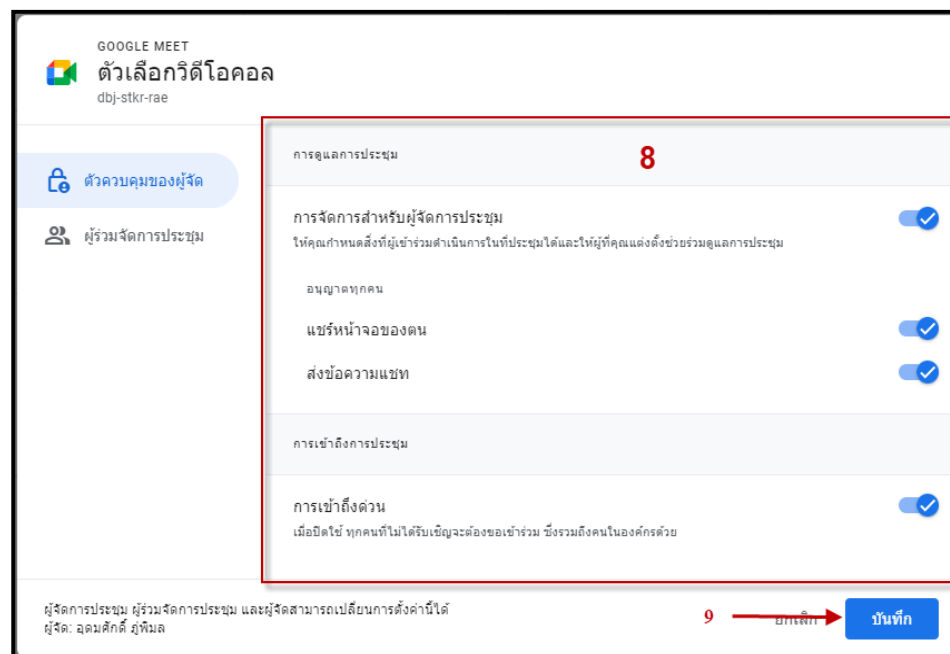 GOOGLE MEET
ตัวเลือกวิดีโอคอล
dbj-stkr-rae
ตัวควบคุมของผู้จัด
ผู้ร่วมจัดการประชุม
การดูแลการประชุม
8
การจัดการสำหรับผู้จัดการประชุม
ให้คุณกำหนดสิ่งที่ผู้เข้าร่วมดำเนินการในที่ประชุมได้และให้ผู้ที่คุณแต่งตั้งช่วยร่วมดูแลการประชุม
อนุญาตทุกคน
แชร์หน้าจอของตน
ส่งข้อความแชท
การเข้าถึงการประชุม
การเข้าถึงด่วน
เมื่อปิดใช้ ทุกคนที่ไม่ได้รับเชิญจะต้องขอเข้าร่วม ซึ่งรวมถึงคนในองค์กรด้วย
ผู้จัดการประชุม ผู้ร่วมจัดการประชุม และผู้จัดสามารถเปลี่ยนการตั้งค่านี้ได้
ผู้จัด: อุดมศักดิ์ ภู่พิมล
9
ยกเลิก
บันทึก